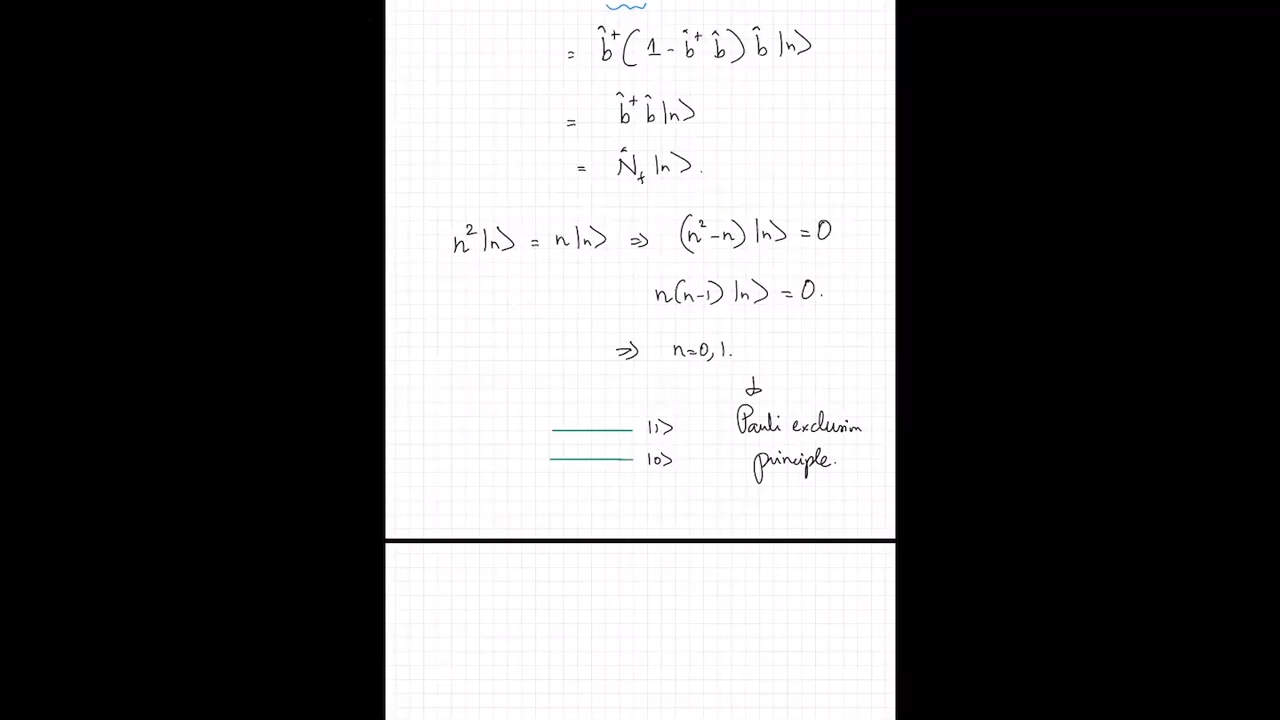 = b̂⁺(1 - b̂⁺ b̂) b̂ |n>
= b̂⁺ b̂ |n>
= N̂_f |n>.
n² |n> = n |n> ⇒ (n² - n) |n> = 0
n(n-1) |n> = 0.
⇒ n=0,1.
↓
|1> Pauli exclusion
|0> principle.